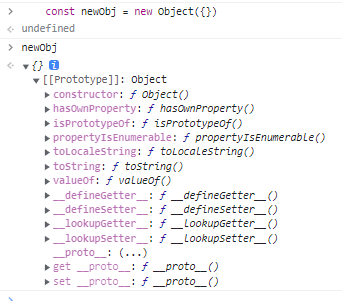 > const newObj = new Object({})
< undefined
> newObj
< ▼ {} i
▼ [[Prototype]]: Object
▶ constructor: ƒ Object()
▶ hasOwnProperty: ƒ hasOwnProperty()
▶ isPrototypeOf: ƒ isPrototypeOf()
▶ propertyIsEnumerable: ƒ propertyIsEnumerable()
▶ toLocaleString: ƒ toLocaleString()
▶ toString: ƒ toString()
▶ valueOf: ƒ valueOf()
▶ __defineGetter__: ƒ __defineGetter__()
▶ __defineSetter__: ƒ __defineSetter__()
▶ __lookupGetter__: ƒ __lookupGetter__()
▶ __lookupSetter__: ƒ __lookupSetter__()
__proto__: (...)
▶ get __proto__: ƒ __proto__()
▶ set __proto__: ƒ __proto__()
>